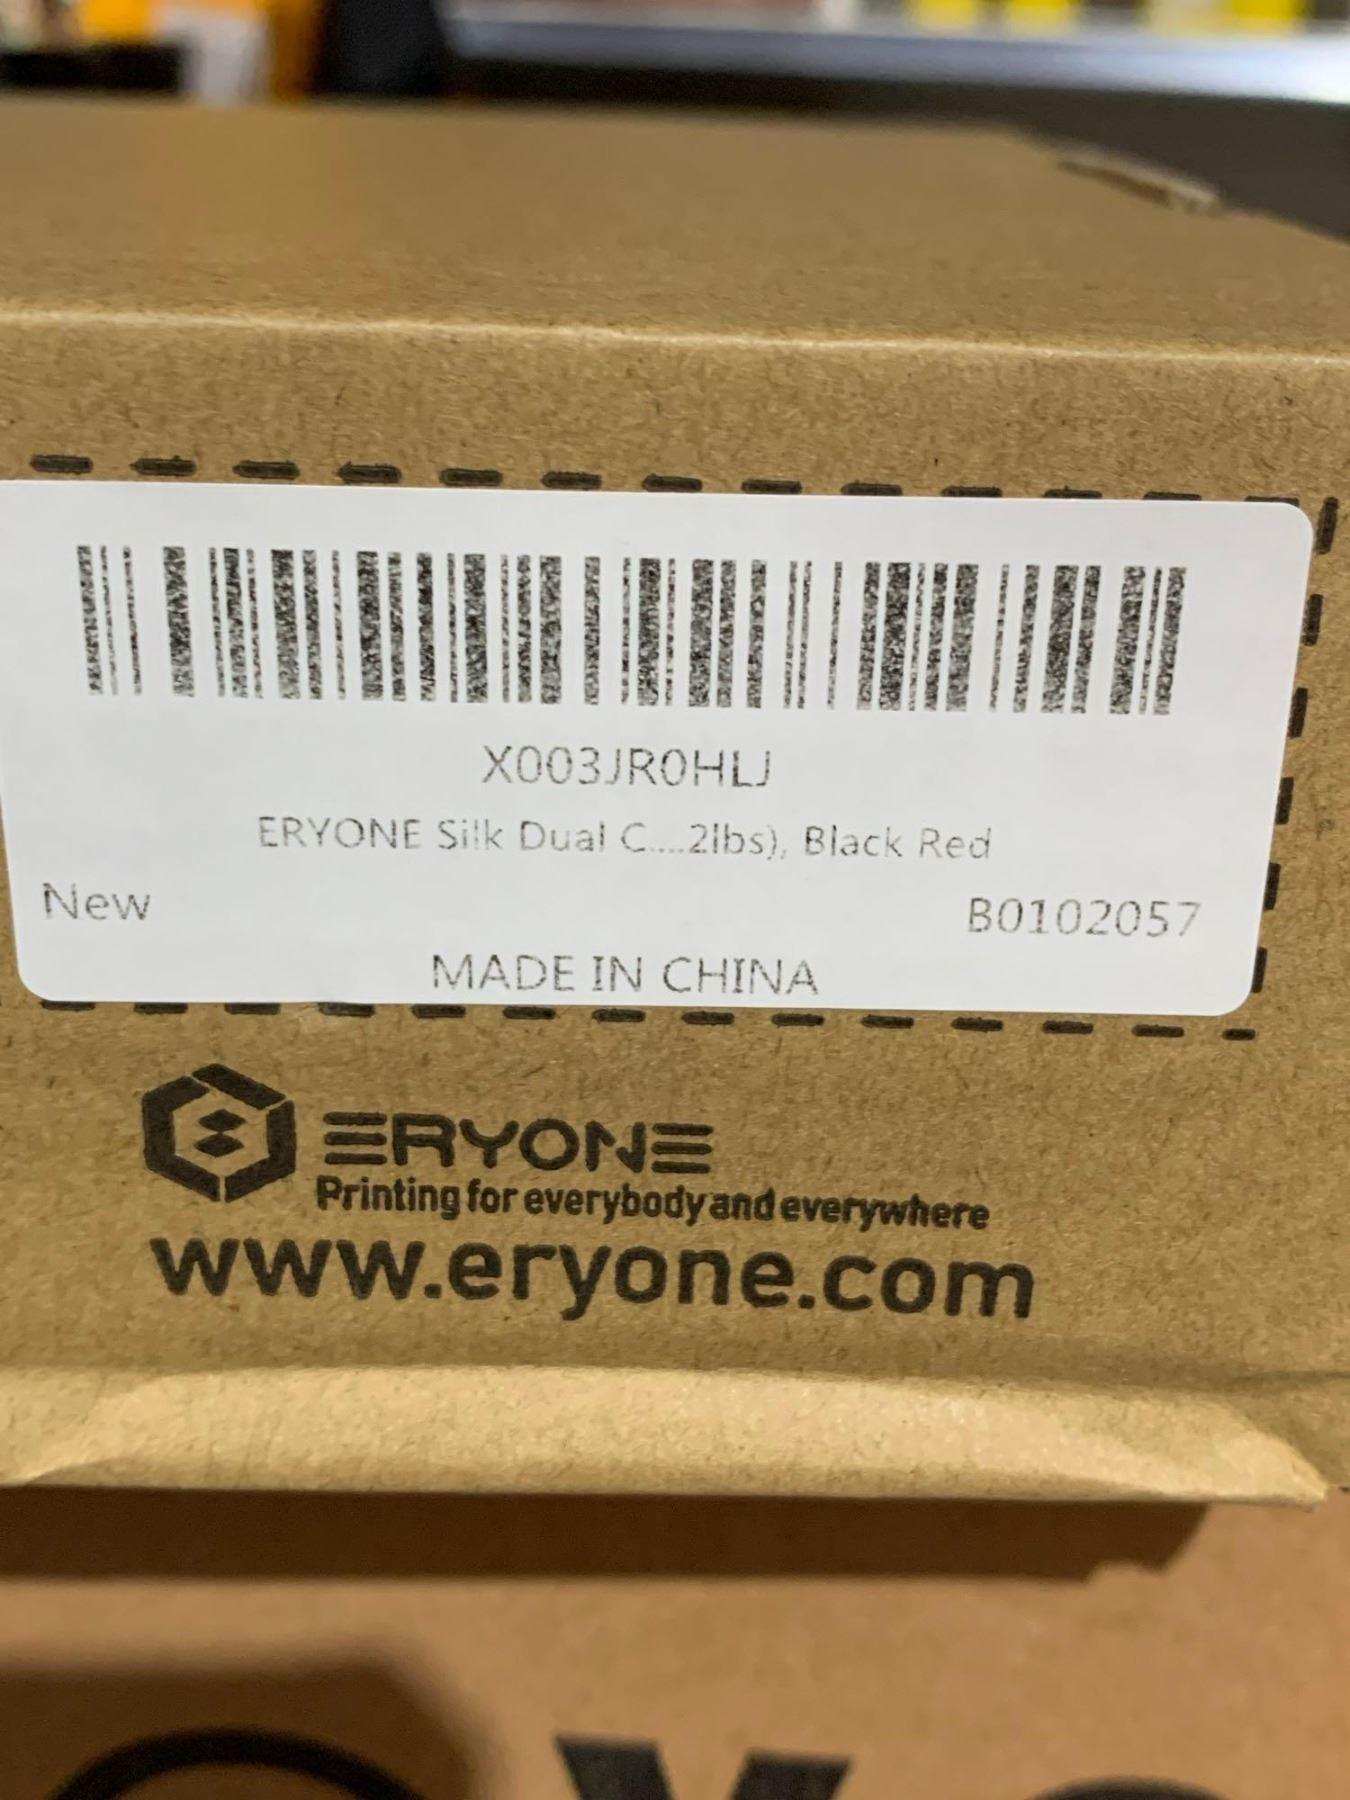 X003JR0HLJ
ERYONE Silk Dual C....2lbs), Black Red
New
B0102057
MADE IN CHINA
ERYONE
Printing for everybody and everywhere
www.eryone.com